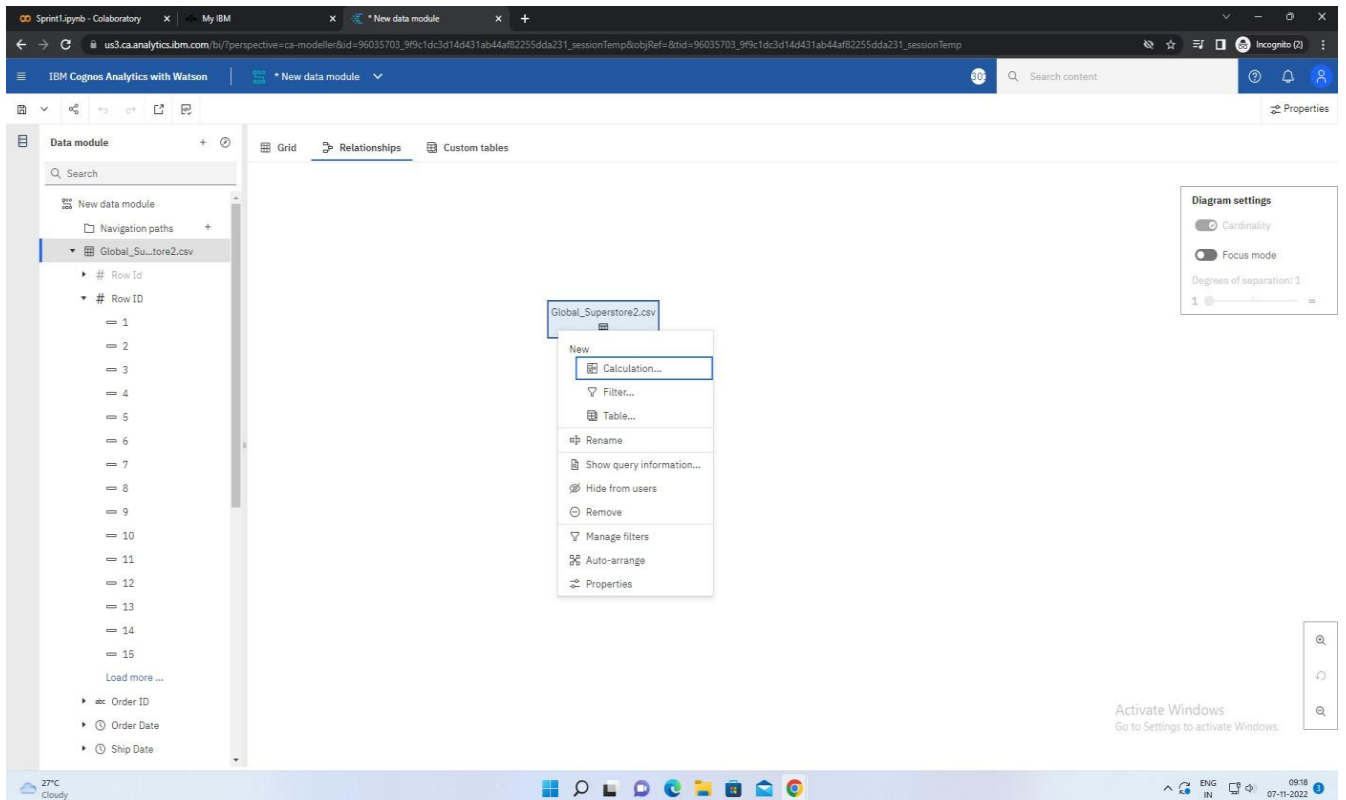 Sprint1.ipynb - Colaboratory
My IBM
* New data module
us3.ca.analytics.ibm.com/bi/?perspective=ca-modeller&id=96035703_9f9c1dc3d14d431ab44af82255dda231_sessionTemp&objRef=&tid=96035703_9f9c1dc3d14d431ab44af82255dda231_sessionTemp
Incognito (2)
IBM Cognos Analytics with Watson
* New data module
Search content
Properties
Data module
Grid
Relationships
Custom tables
Search
New data module
Navigation paths
Global_Su...tore2.csv
# Row Id
# Row ID
1
2
3
4
5
6
7
8
9
10
11
12
13
14
15
Load more ...
abc Order ID
Order Date
Ship Date
Global_Superstore2.csv
New
Calculation...
Filter...
Table...
Rename
Show query information...
Hide from users
Remove
Manage filters
Auto-arrange
Properties
Diagram settings
Cardinality
Focus mode
Degrees of separation: 1
1 ∞
Activate Windows
Go to Settings to activate Windows.
27°C
Cloudy
ENG
IN
09:18
07-11-2022
3